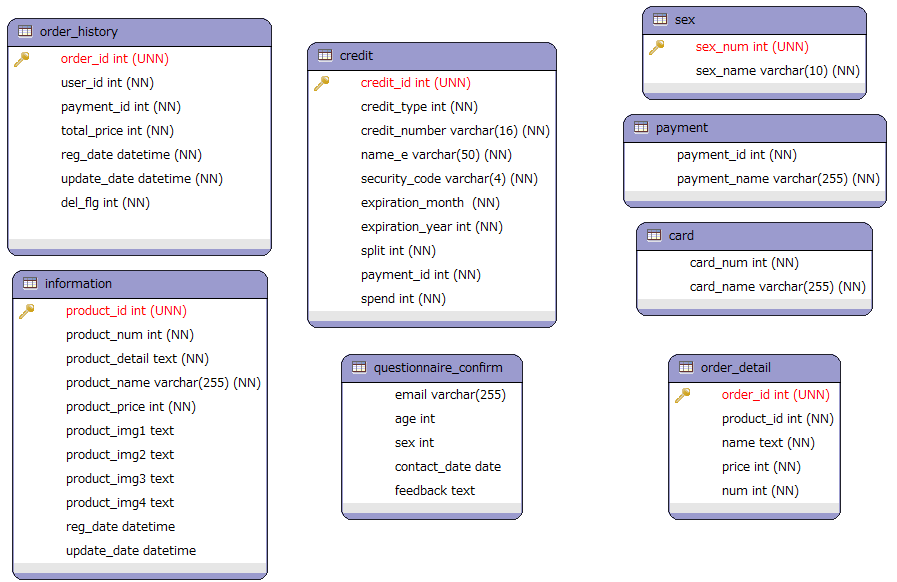 order_history
order_id int (UNN)
user_id int (NN)
payment_id int (NN)
total_price int (NN)
reg_date datetime (NN)
update_date datetime (NN)
del_flg int (NN)
information
product_id int (UNN)
product_num int (NN)
product_detail text (NN)
product_name varchar(255) (NN)
product_price int (NN)
product_img1 text
product_img2 text
product_img3 text
product_img4 text
reg_date datetime
update_date datetime
credit
credit_id int (UNN)
credit_type int (NN)
credit_number varchar(16) (NN)
name_e varchar(50) (NN)
security_code varchar(4) (NN)
expiration_month  (NN)
expiration_year int (NN)
split int (NN)
payment_id int (NN)
spend int (NN)
questionnaire_confirm
email varchar(255)
age int
sex int
contact_date date
feedback text
sex
sex_num int (UNN)
sex_name varchar(10) (NN)
payment
payment_id int (NN)
payment_name varchar(255) (NN)
card
card_num int (NN)
card_name varchar(255) (NN)
order_detail
order_id int (UNN)
product_id int (NN)
name text (NN)
price int (NN)
num int (NN)